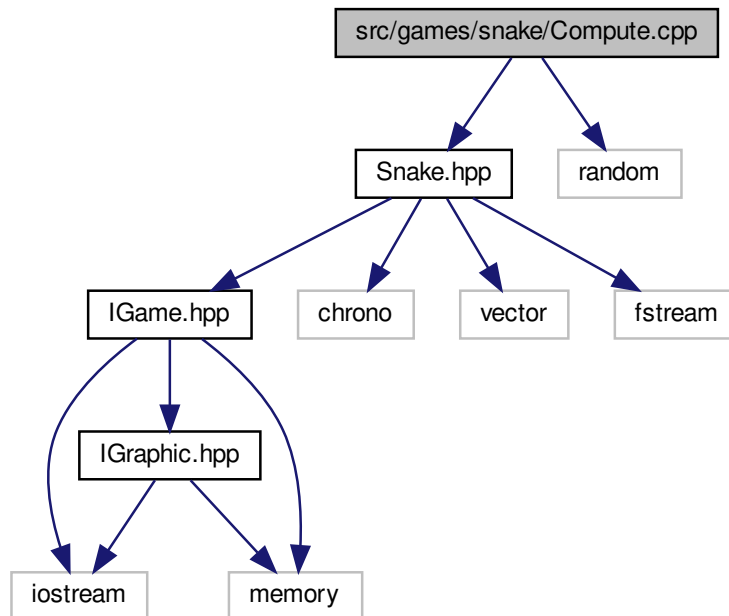 src/games/snake/Compute.cpp
Snake.hpp
random
IGame.hpp
chrono
vector
fstream
IGraphic.hpp
iostream
memory